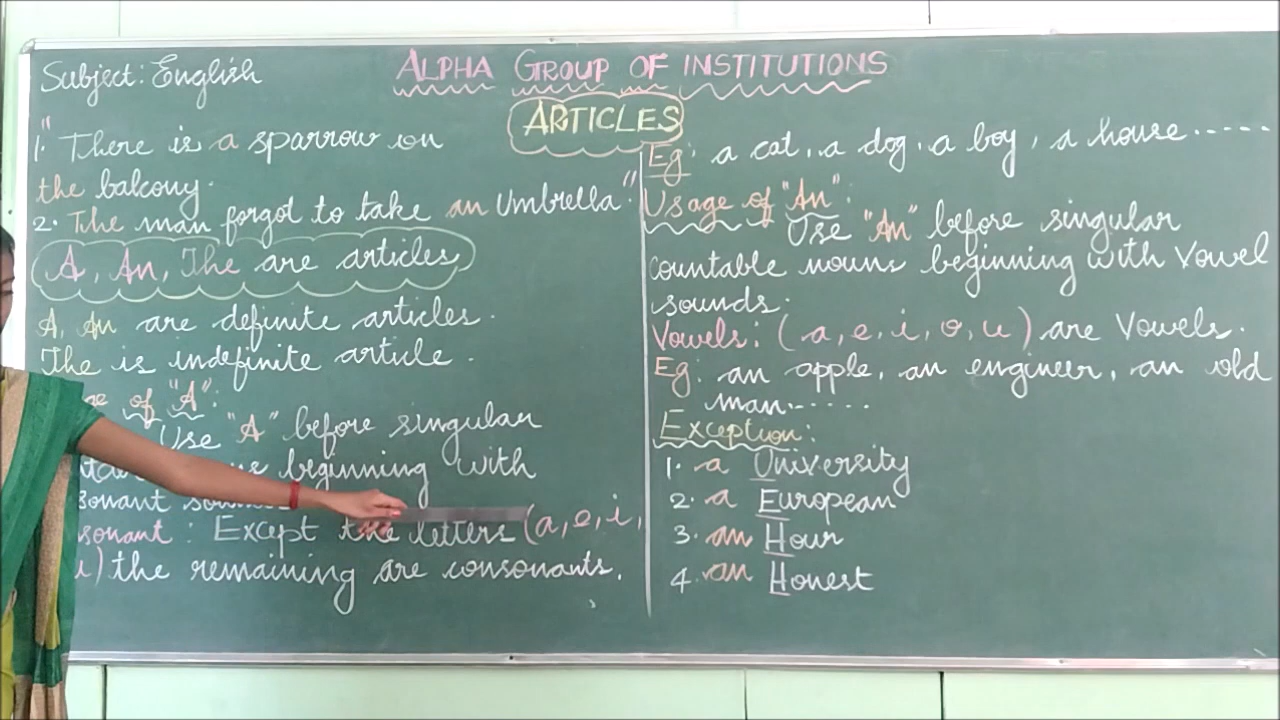 Subject: English
ALPHA GROUP OF INSTITUTIONS
ARTICLES
1. "There is a sparrow on
the balcony.
2. The man forgot to take an Umbrella"
A, An, The are articles
A, An are definite articles.
The is indefinite article.
of "A":
Use "A" before singular
beginning with
sonant
sonant : Except the letters (a, e, i,
u) the remaining are consonants.
Eg: a cat, a dog, a boy, a house......
Usage of "An":
Use "An" before singular
countable nouns beginning with Vowel
sounds.
Vowels: (a, e, i, o, u) are Vowels.
Eg: an apple, an engineer, an old
man......
Exception:
1. a University
2. a European
3. an Hour
4. an Honest